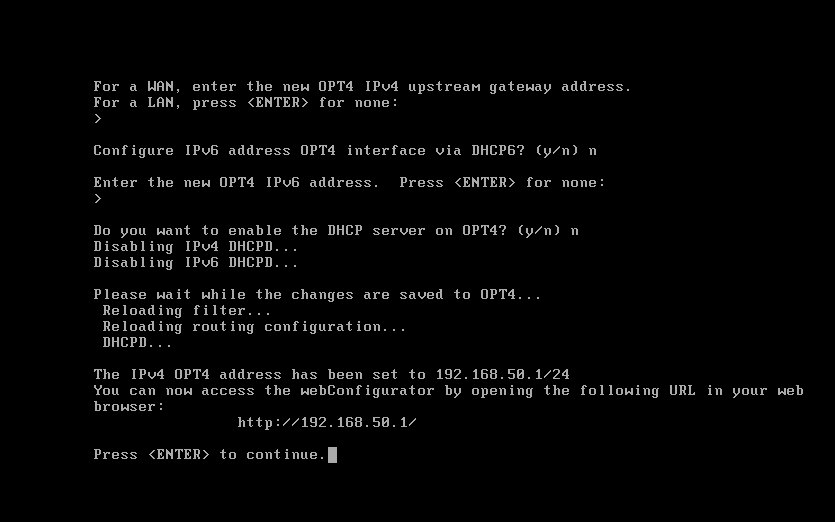 For a WAN, enter the new OPT4 IPv4 upstream gateway address.
For a LAN, press <ENTER> for none:
>
Configure IPv6 address OPT4 interface via DHCP6? (y/n) n
Enter the new OPT4 IPv6 address.  Press <ENTER> for none:
>
Do you want to enable the DHCP server on OPT4? (y/n) n
Disabling IPv4 DHCPD...
Disabling IPv6 DHCPD...
Please wait while the changes are saved to OPT4...
Reloading filter...
Reloading routing configuration...
DHCPD...
The IPv4 OPT4 address has been set to 192.168.50.1/24
You can now access the webConfigurator by opening the following URL in your web
browser:
http://192.168.50.1/
Press <ENTER> to continue.